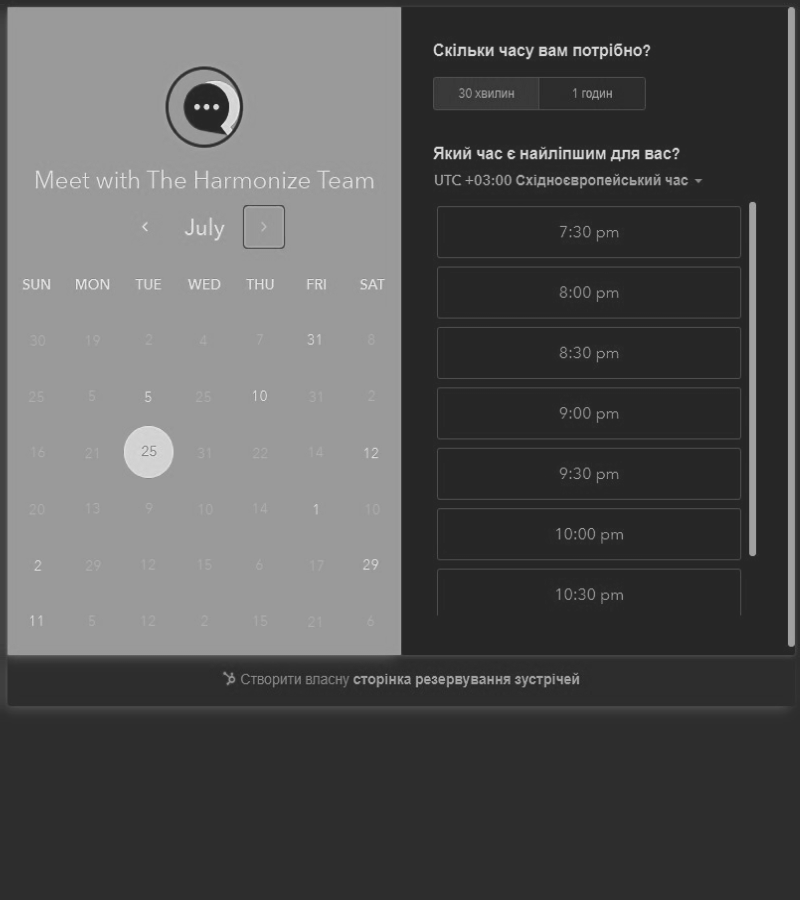 Meet with The Harmonize Team
July
SUN MON TUE WED THU FRI SAT
30 19 2 4 7 31 8
25 5 5 25 10 31 2
16 21 25 31 22 14 12
20 13 9 10 14 1 10
2 29 12 15 6 17 29
11 5 12 2 15 21 6
Скільки часу вам потрібно?
30 хвилин 1 годин
Який час є найліпшим для вас?
UTC +03:00 Східноєвропейський час
7:30 pm
8:00 pm
8:30 pm
9:00 pm
9:30 pm
10:00 pm
10:30 pm
Створити власну сторінка резервування зустрічей